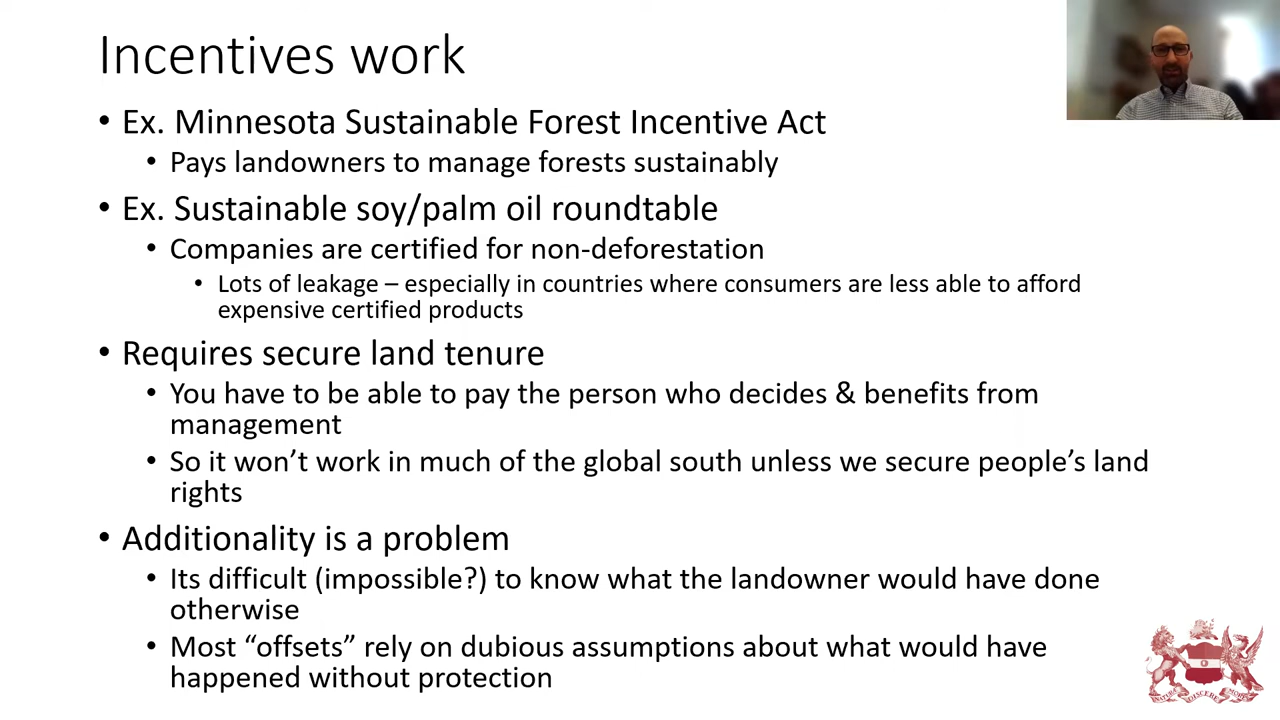 Incentives work
• Ex. Minnesota Sustainable Forest Incentive Act
• Pays landowners to manage forests sustainably
• Ex. Sustainable soy/palm oil roundtable
• Companies are certified for non-deforestation
• Lots of leakage – especially in countries where consumers are less able to afford
expensive certified products
• Requires secure land tenure
• You have to be able to pay the person who decides & benefits from
management
• So it won’t work in much of the global south unless we secure people’s land
rights
• Additionality is a problem
• Its difficult (impossible?) to know what the landowner would have done
otherwise
• Most “offsets” rely on dubious assumptions about what would have
happened without protection
DISCERE